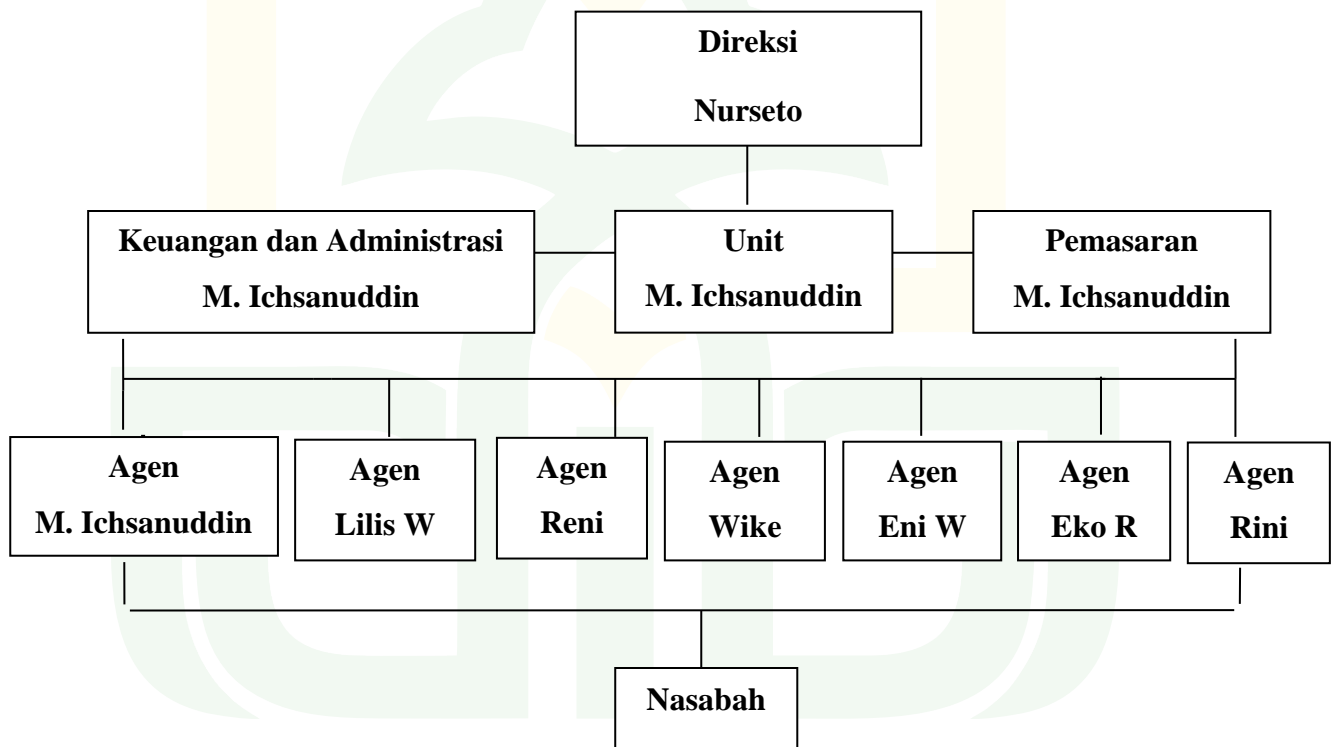 Direksi
Nurseto
Keuangan dan Administrasi
M. Ichsanuddin
Unit
M. Ichsanuddin
Pemasaran
M. Ichsanuddin
Agen
M. Ichsanuddin
Agen
Lilis W
Agen
Reni
Agen
Wike
Agen
Eni W
Agen
Eko R
Agen
Rini
Nasabah